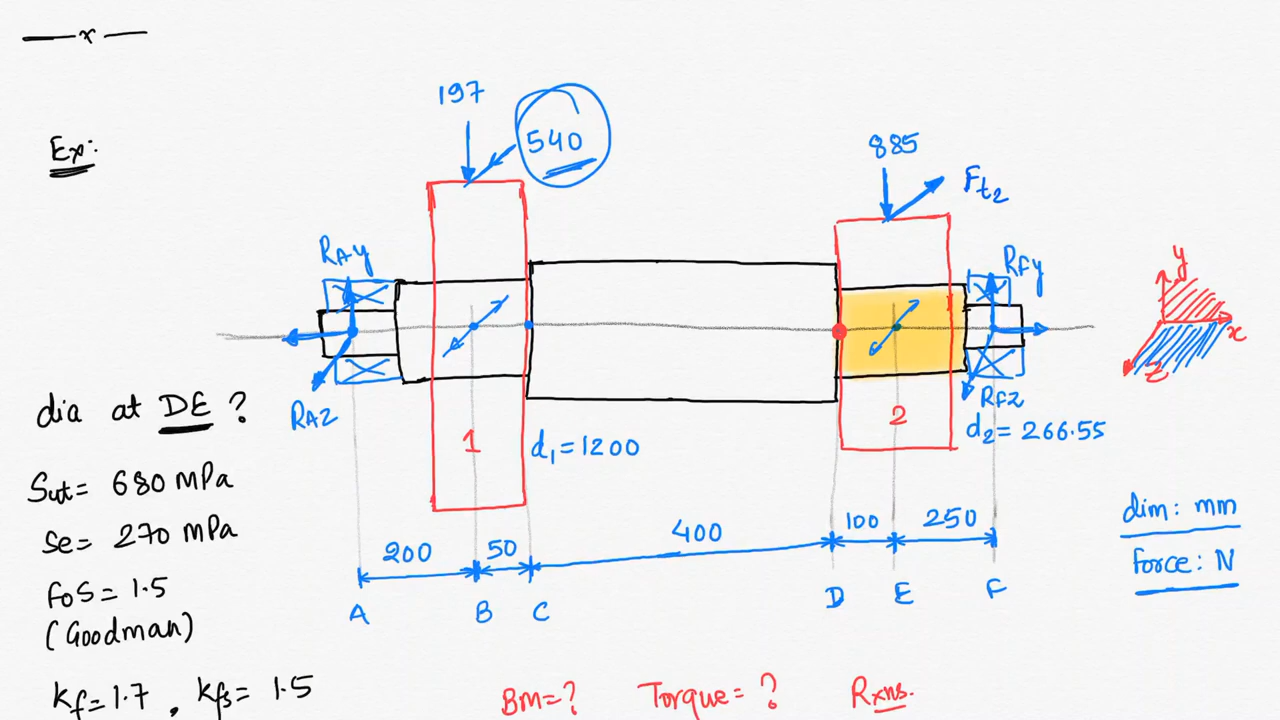 x
Ex:
197
540
885
Ft2
RAy
RFy
y
x
z
RAZ
RFZ
1
2
d1=1200
d2=266.55
dia at DE ?
Sut= 680 MPa
Se= 270 MPa
FoS=1.5
(Goodman)
kf=1.7 , kfs= 1.5
200
50
400
100
250
A
B
C
D
E
F
dim: mm
Force: N
BM=?
Torque= ?
Rxns.